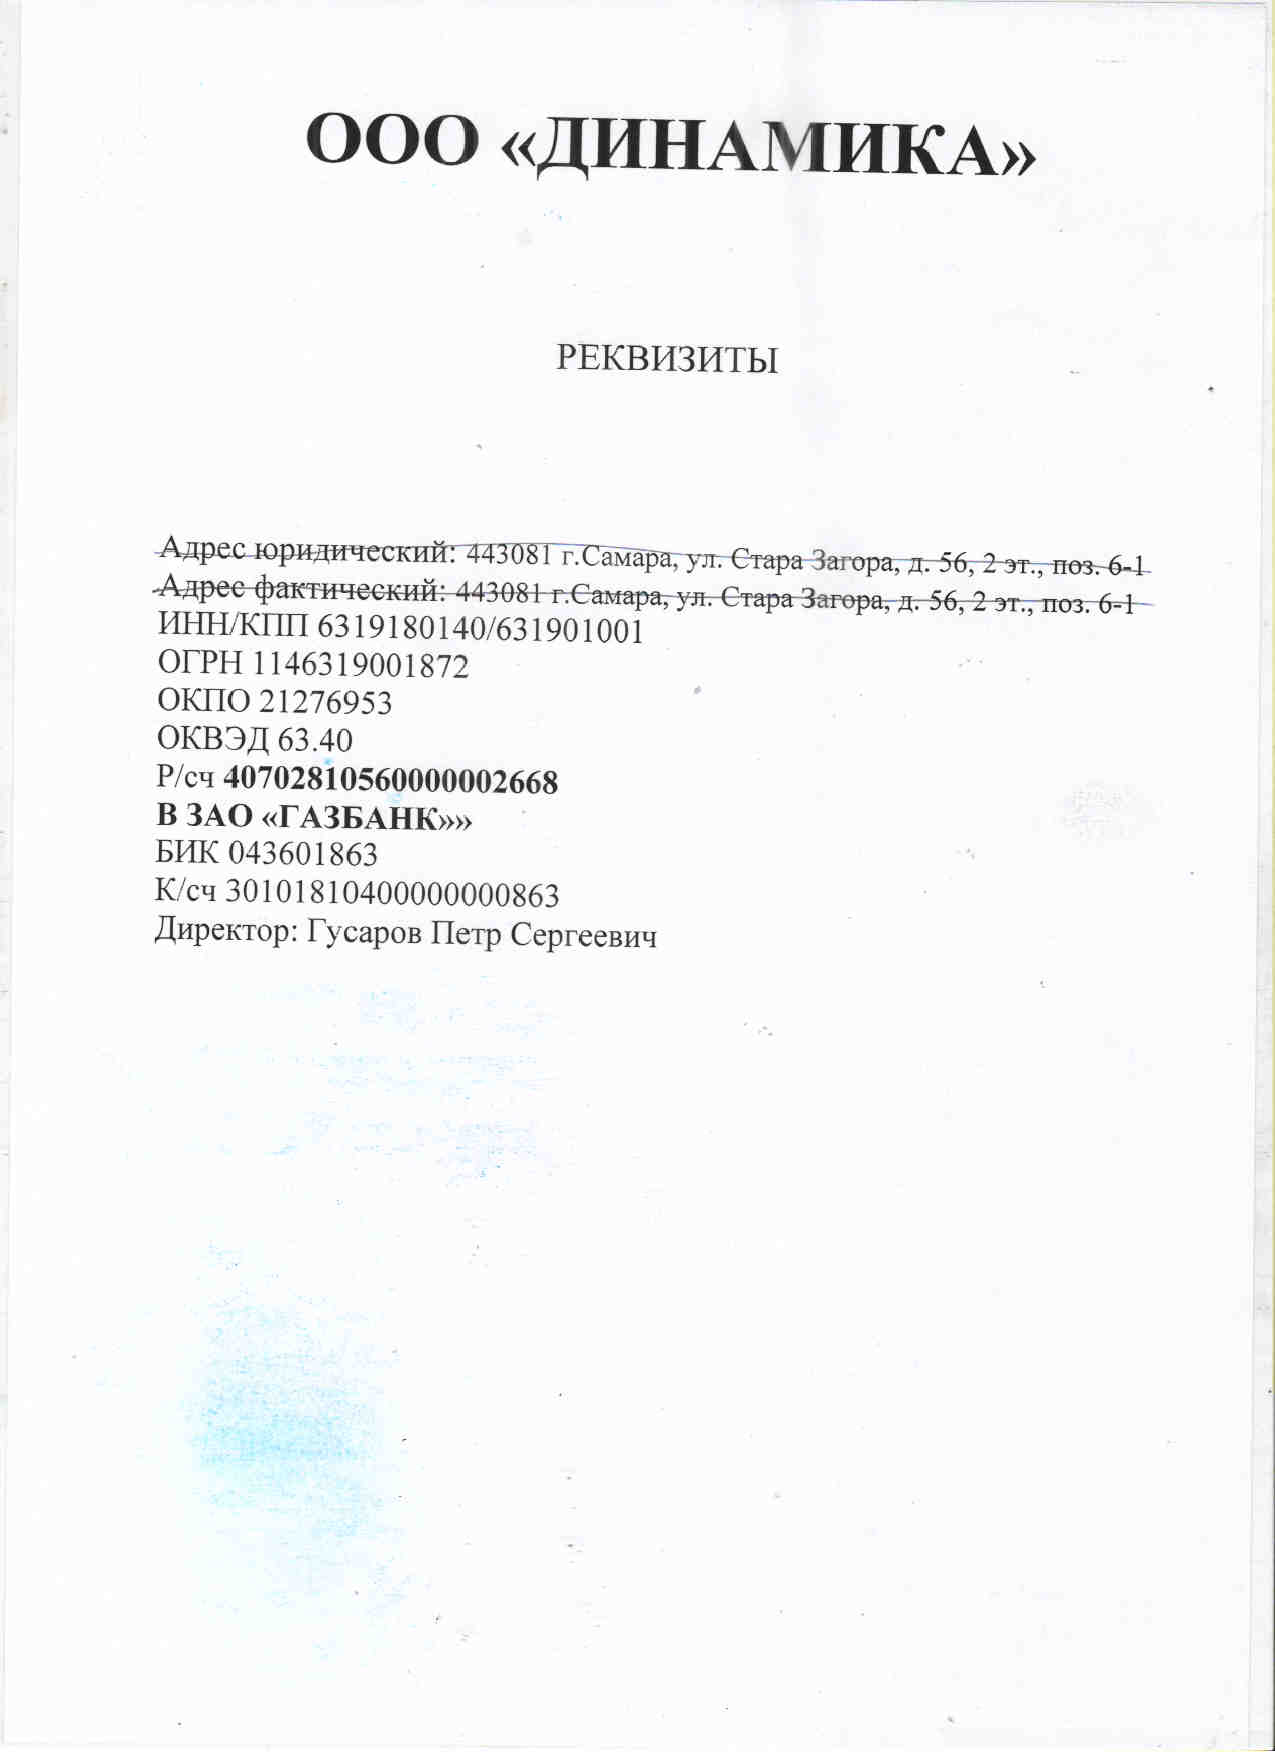 ООО «ДИНАМИКА»
РЕКВИЗИТЫ
Адрес юридический: 443081 г.Самара, ул. Стара Загора, д. 56, 2 эт., поз. 6-1
Адрес фактический: 443081 г.Самара, ул. Стара Загора, д. 56, 2 эт., поз. 6-1
ИНН/КПП 6319180140/631901001
ОГРН 1146319001872
ОКПО 21276953
ОКВЭД 63.40
Р/сч 40702810560000002668
В ЗАО «ГАЗБАНК»»
БИК 043601863
К/сч 30101810400000000863
Директор: Гусаров Петр Сергеевич